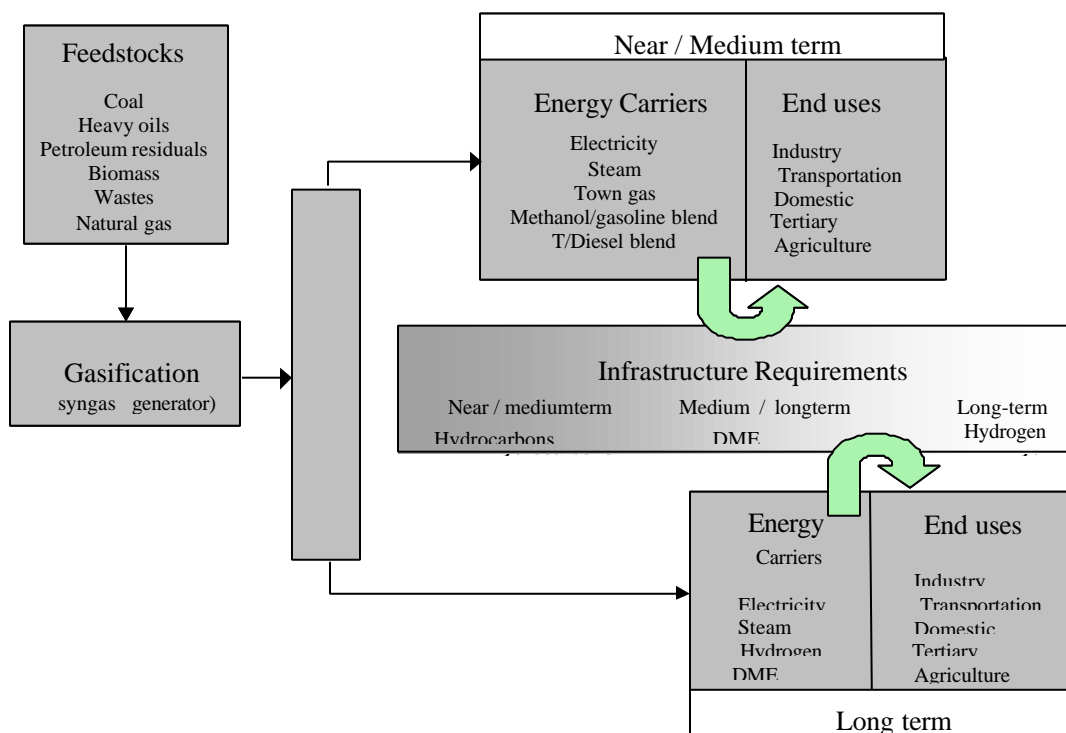 Feedstocks
Coal
Heavy oils
Petroleum residuals
Biomass
Wastes
Natural gas
Gasification
syngas generator)
Near / Medium term
Energy Carriers
Electricity
Steam
Town gas
Methanol/gasoline blend
T/Diesel blend
End uses
Industry
Transportation
Domestic
Tertiary
Agriculture
Infrastructure Requirements
Near / mediumterm
Medium / longterm
Long-term
Hydrocarbons
DME
Hydrogen
Energy
Carriers
Electricity
Steam
Hydrogen
DME
End uses
Industry
Transportation
Domestic
Tertiary
Agriculture
Long term